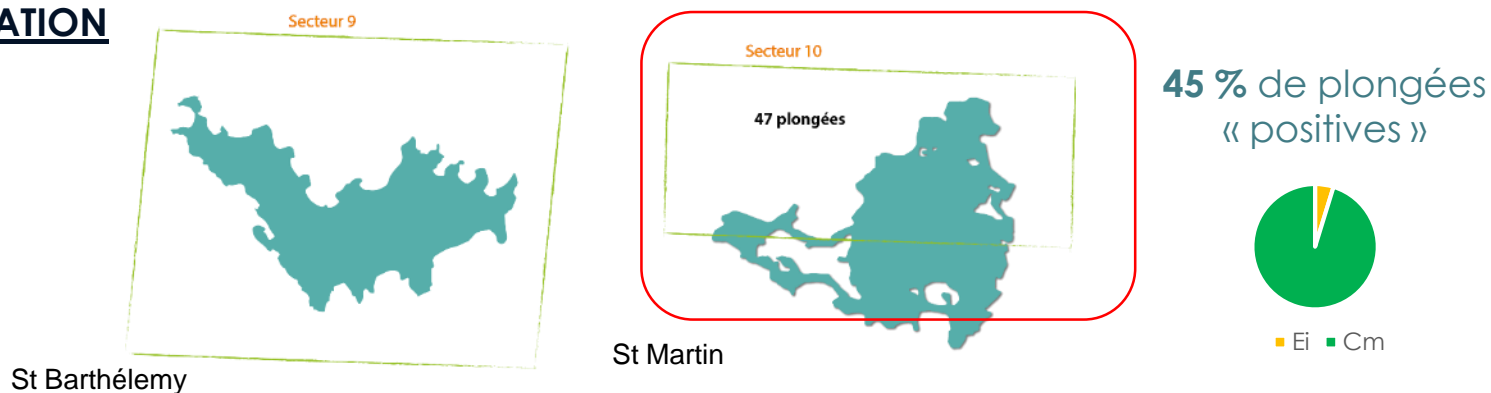 ATION
Secteur 9
Secteur 10
47 plongées
45 % de plongées
« positives »
Ei Cm
St Martin
St Barthélemy